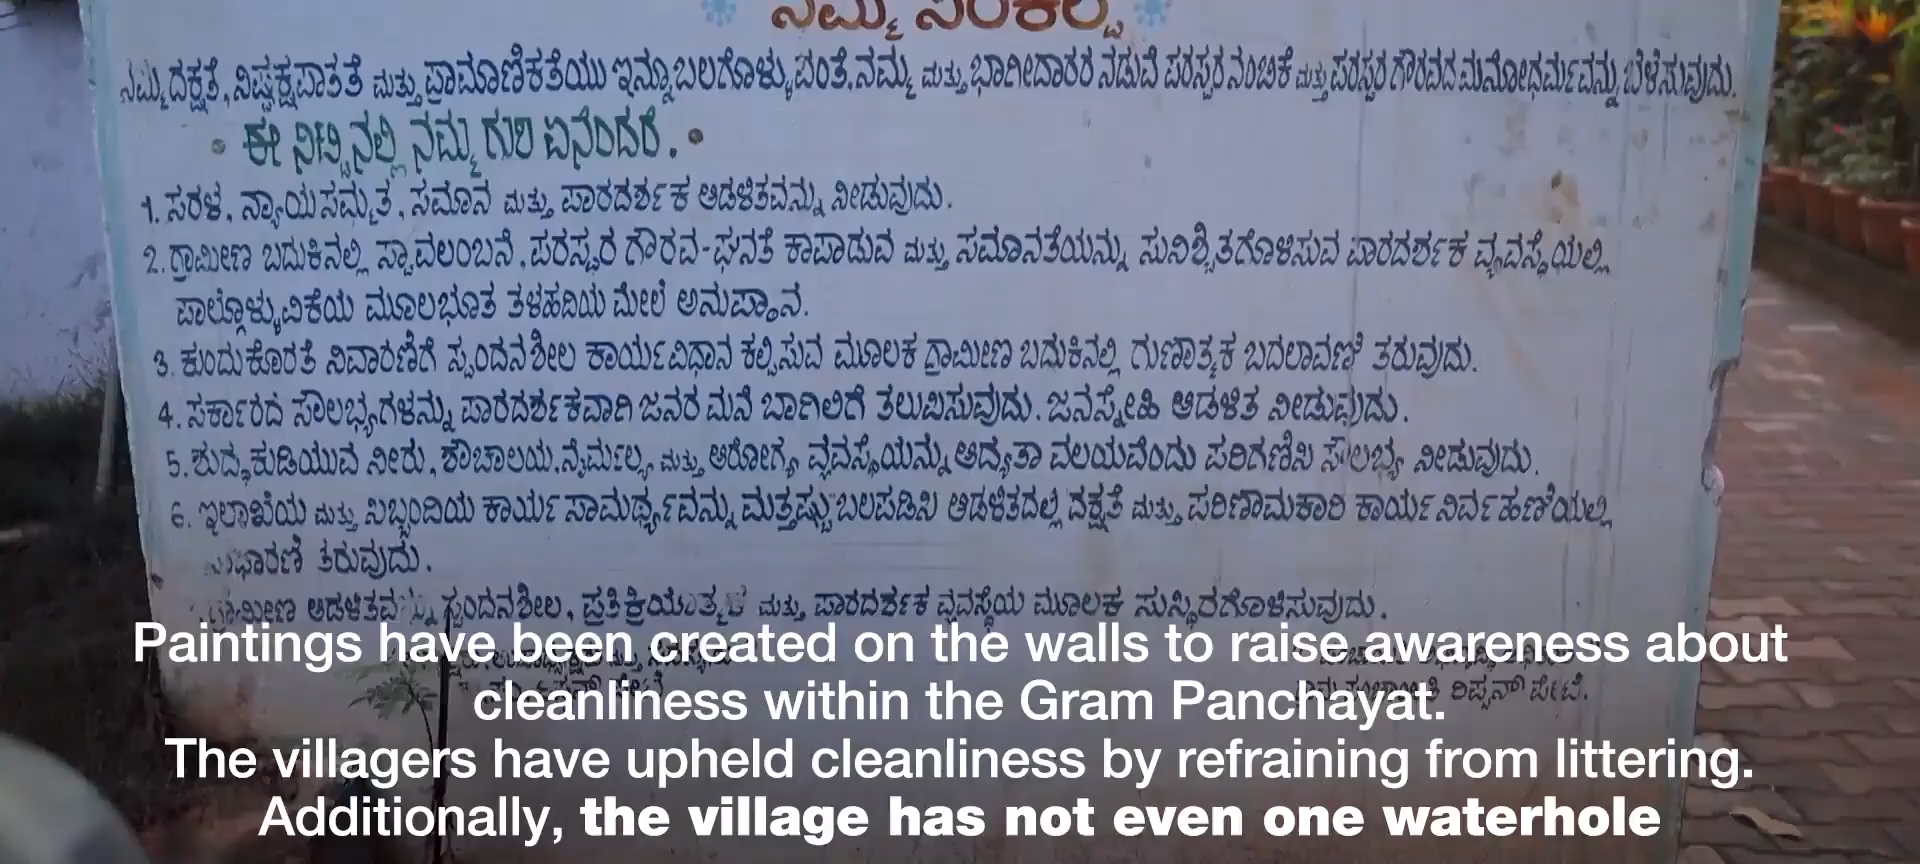 ನಮ್ಮ ಸಂಕಲ್ಪ
ನಮ್ಮ ದಕ್ಷತೆ, ನಿಷ್ಪಕ್ಷಪಾತತೆ ಮತ್ತು ಪ್ರಾಮಾಣಿಕತೆಯು ಇನ್ನೂ ಬಲಗೊಳ್ಳುವಂತೆ. ನಮ್ಮ ಮತ್ತು ಭಾಗೀದಾರರ ನಡುವೆ ಪರಸ್ಪರ ನಂಬಿಕೆ ಮತ್ತು ಪರಸ್ಪರ ಗೌರವದ ಮನೋಧರ್ಮವನ್ನು ಬೆಳೆಸುವುದು.
• ಈ ನಿಟ್ಟಿನಲ್ಲಿ ನಮ್ಮ ಗುರಿ ಏನೆಂದರೆ. •
1. ಸರಳ, ನ್ಯಾಯಸಮ್ಮತ, ಸಮಾನ ಮತ್ತು ಪಾರದರ್ಶಕ ಆಡಳಿತವನ್ನು ನೀಡುವುದು.
2. ಗ್ರಾಮೀಣ ಬದುಕಿನಲ್ಲಿ ಸ್ವಾವಲಂಬನೆ, ಪರಸ್ಪರ ಗೌರವ-ಘನತೆ ಕಾಪಾಡುವ ಮತ್ತು ಸಮಾನತೆಯನ್ನು ಸುನಿಶ್ಚಿತಗೊಳಿಸುವ ಪಾರದರ್ಶಕ ವ್ಯವಸ್ಥೆಯಲ್ಲಿ
ಪಾಲ್ಗೊಳ್ಳುವಿಕೆಯ ಮೂಲಭೂತ ತಳಹದಿಯ ಮೇಲೆ ಅನುಷ್ಠಾನ.
3. ಕುಂದುಕೊರತೆ ನಿವಾರಣೆಗೆ ಸ್ಪಂದನಶೀಲ ಕಾರ್ಯವಿಧಾನ ಕಲ್ಪಿಸುವ ಮೂಲಕ ಗ್ರಾಮೀಣ ಬದುಕಿನಲ್ಲಿ ಗುಣಾತ್ಮಕ ಬದಲಾವಣೆ ತರುವುದು.
4. ಸರ್ಕಾರದ ಸೌಲಭ್ಯಗಳನ್ನು ಪಾರದರ್ಶಕವಾಗಿ ಜನರ ಮನೆ ಬಾಗಿಲಿಗೆ ತಲುಪಿಸುವುದು. ಜನಸ್ನೇಹಿ ಆಡಳಿತ ನೀಡುವುದು.
5. ಶುದ್ಧ ಕುಡಿಯುವ ನೀರು, ಶೌಚಾಲಯ, ನೈರ್ಮಲ್ಯ ಮತ್ತು ಆರೋಗ್ಯ ವ್ಯವಸ್ಥೆಯನ್ನು ಆದ್ಯತಾ ವಲಯವೆಂದು ಪರಿಗಣಿಸಿ ಸೌಲಭ್ಯ ನೀಡುವುದು.
6. ಇಲಾಖೆಯ ಮತ್ತು ಸಿಬ್ಬಂದಿಯ ಕಾರ್ಯಸಾಮರ್ಥ್ಯವನ್ನು ಮತ್ತಷ್ಟು ಬಲಪಡಿಸಿ ಆಡಳಿತದಲ್ಲಿ ದಕ್ಷತೆ ಮತ್ತು ಪರಿಣಾಮಕಾರಿ ಕಾರ್ಯನಿರ್ವಹಣೆಯಲ್ಲಿ
ಸುಧಾರಣೆ ತರುವುದು.
ಗ್ರಾಮೀಣ ಆಡಳಿತವನ್ನು ಸ್ಪಂದನಶೀಲ, ಪ್ರತಿಕ್ರಿಯಾತ್ಮಕ ಮತ್ತು ಪಾರದರ್ಶಕ ವ್ಯವಸ್ಥೆಯ ಮೂಲಕ ಸುಸ್ಥಿರಗೊಳಿಸುವುದು.
ರಿಪ್ಪನ್ ಪೇಟೆ.
Paintings have been created on the walls to raise awareness about
cleanliness within the Gram Panchayat.
The villagers have upheld cleanliness by refraining from littering.
Additionally, the village has not even one waterhole